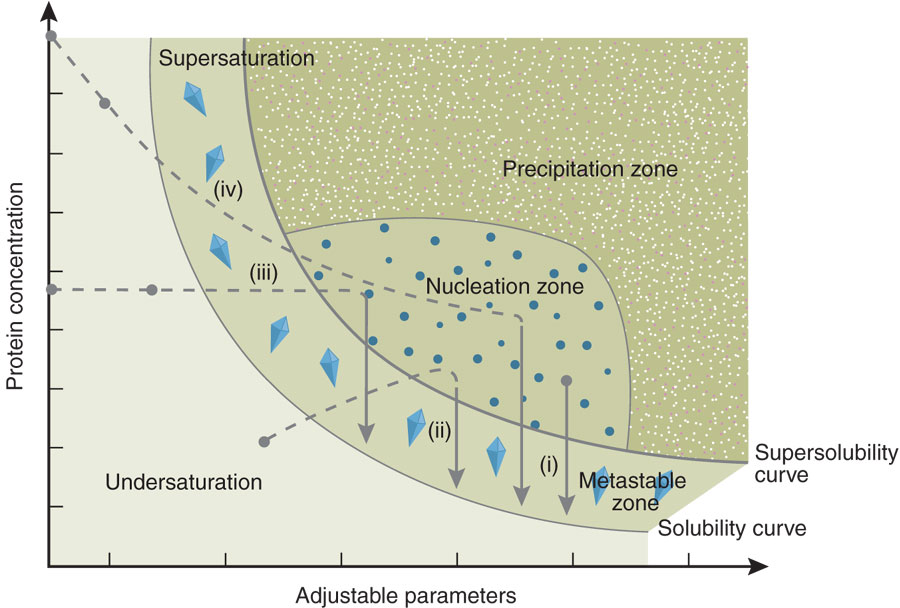 Supersaturation
Precipitation zone
(iv)
(iii)
Nucleation zone
Protein concentration
(ii)
(i)
Undersaturation
Metastable
zone
Supersolubility
curve
Solubility curve
Adjustable parameters